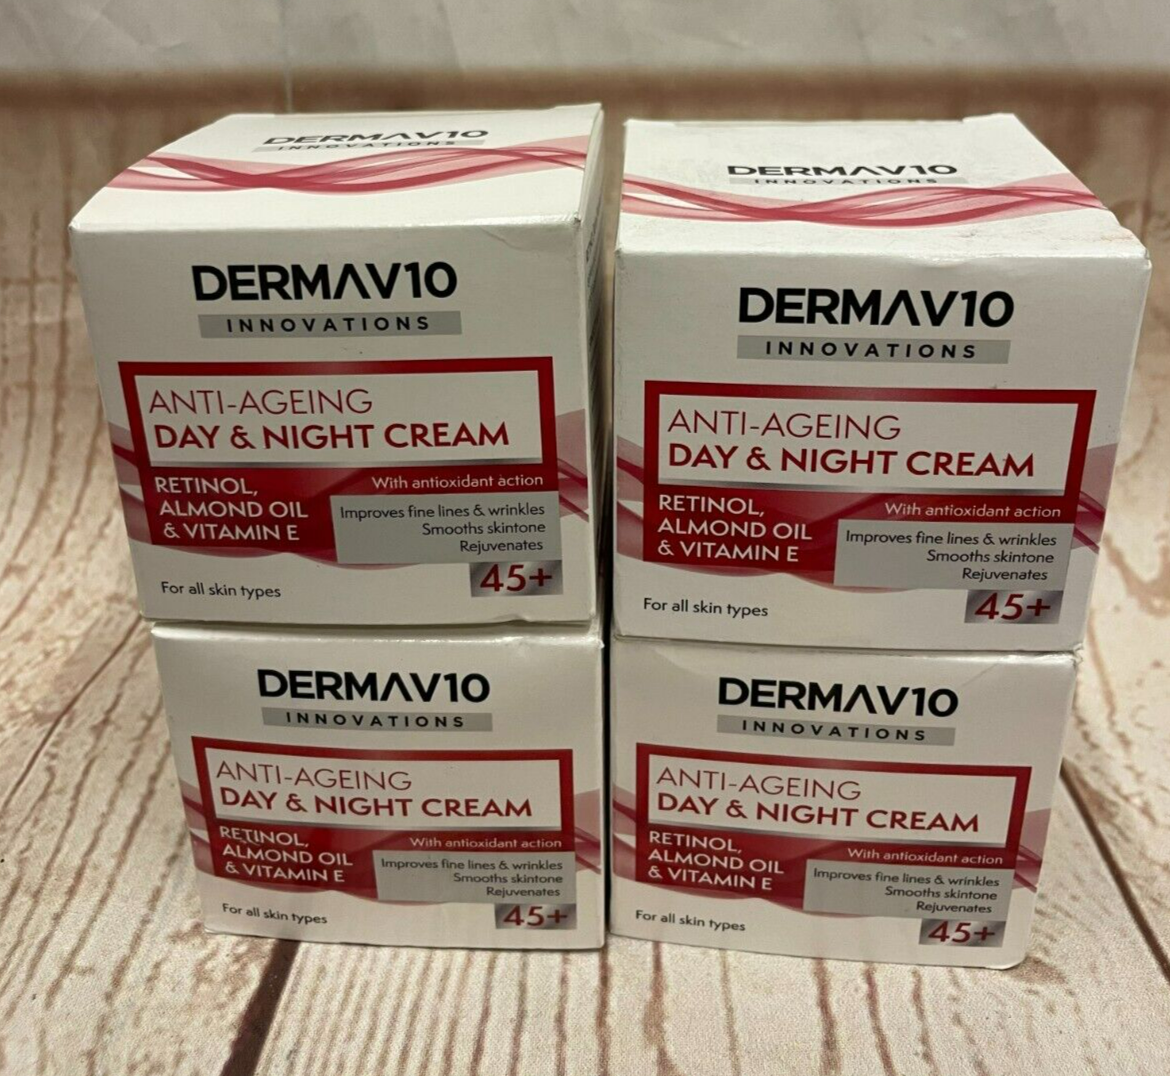 DERMAV10
INNOVATIONS
DERMAV10
INNOVATIONS
ANTI-AGEING
DAY & NIGHT CREAM
RETINOL,
ALMOND OIL
& VITAMIN E
With antioxidant action
Improves fine lines & wrinkles
Smooths skintone
Rejuvenates
45+
For all skin types
DERMAV10
INNOVATIONS
DERMAV10
INNOVATIONS
ANTI-AGEING
DAY & NIGHT CREAM
RETINOL,
ALMOND OIL
& VITAMIN E
With antioxidant action
Improves fine lines & wrinkles
Smooths skintone
Rejuvenates
45+
For all skin types
DERMAV10
INNOVATIONS
ANTI-AGEING
DAY & NIGHT CREAM
RETINOL,
ALMOND OIL
& VITAMIN E
With antioxidant action
Improves fine lines & wrinkles
Smooths skintone
Rejuvenates
45+
For all skin types
DERMAV10
INNOVATIONS
ANTI-AGEING
DAY & NIGHT CREAM
RETINOL,
ALMOND OIL
& VITAMIN E
With antioxidant action
Improves fine lines & wrinkles
Smooths skintone
Rejuvenates
45+
For all skin types